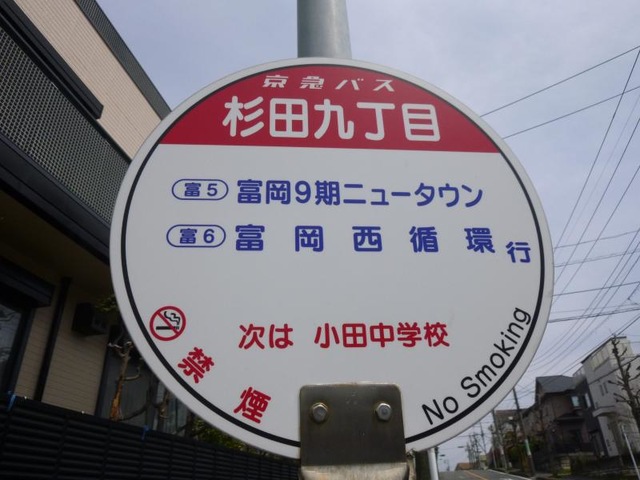 京急バス
杉田九丁目
富5 富岡9期ニュータウン
富6 富岡西循環行
次は 小田中学校
禁煙
No Smoking